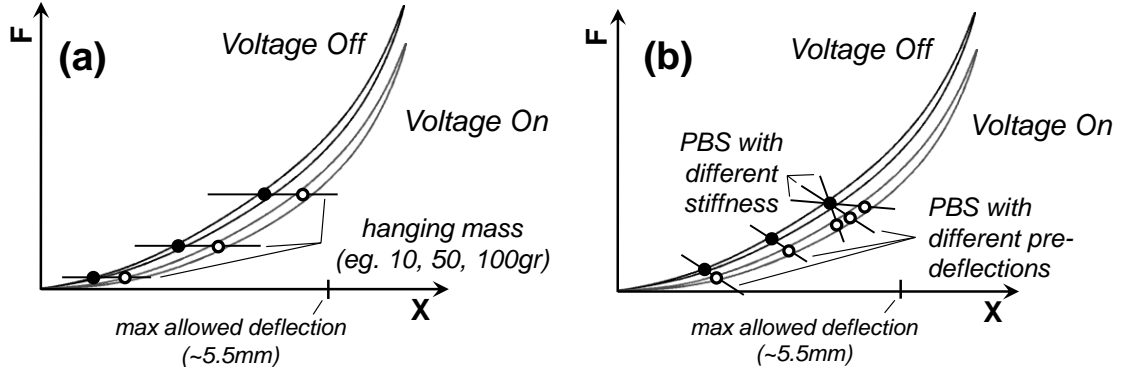 F
(a)
Voltage Off
Voltage On
hanging mass
(eg. 10, 50, 100gr)
X
max allowed deflection
(~5.5mm)
F
(b)
Voltage Off
Voltage On
PBS with
different
stiffness
PBS with
different pre-
deflections
X
max allowed deflection
(~5.5mm)